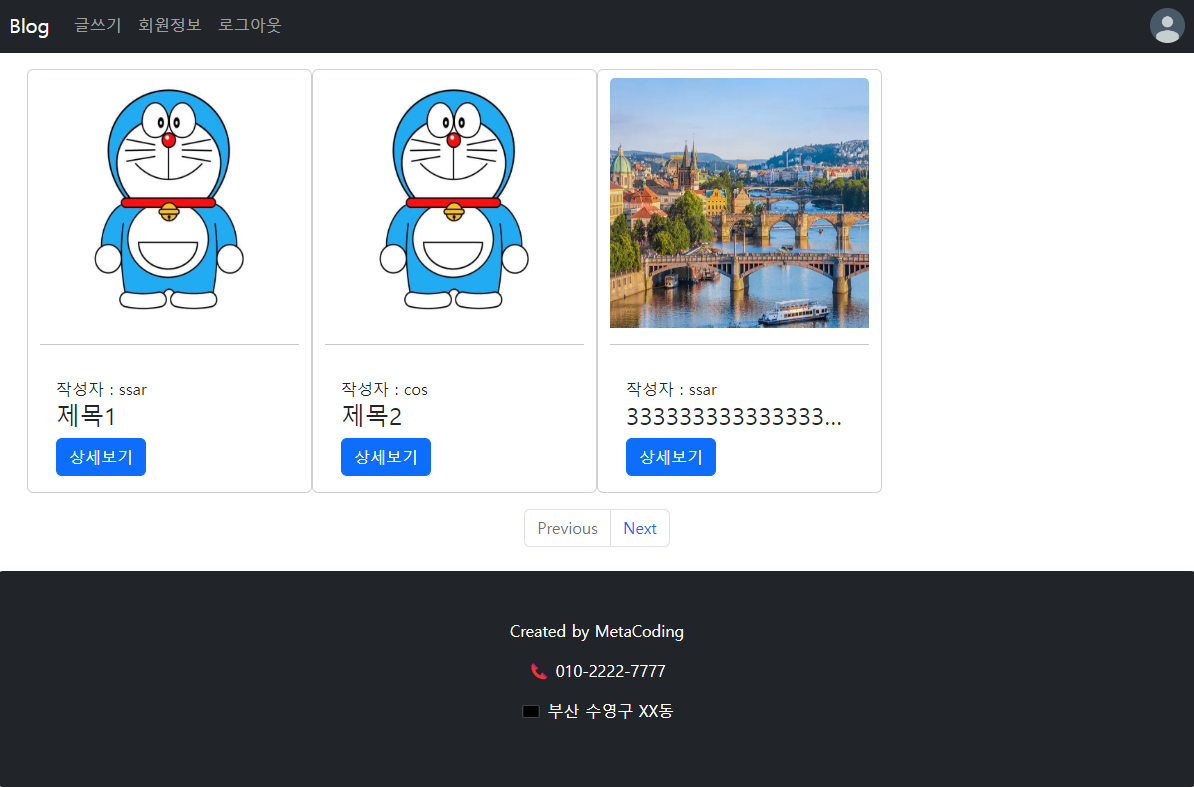 Blog 글쓰기 회원정보 로그아웃
작성자 : ssar
제목1
상세보기
작성자 : cos
제목2
상세보기
작성자 : ssar
333333333333333...
상세보기
Previous Next
Created by MetaCoding
📞 010-2222-7777
부산 수영구 XX동